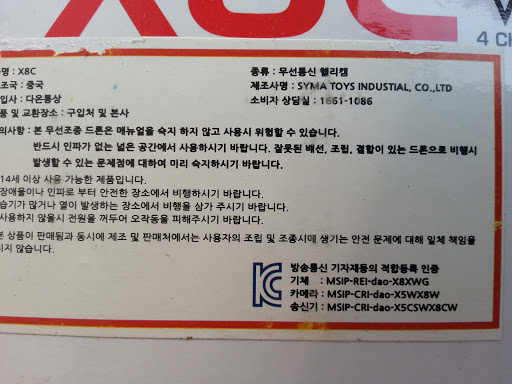 X8C
4 CH
명 : X8C
종류 : 무선통신 헬리캠
조국 : 중국
제조사명 : SYMA TOYS INDUSTIAL, CO.,LTD
입사 : 다온통상
소비자 상담실 : 1661-1086
품 및 교환장소 : 구입처 및 본사
의사항 : 본 무선조종 드론은 메뉴얼을 숙지 하지 않고 사용시 위험할 수 있습니다.
반드시 인파가 없는 넓은 공간에서 사용하시기 바랍니다. 잘못된 배선, 조립, 결합이 있는 드론으로 비행시
발생할 수 있는 문제점에 대하여 미리 숙지하시기 바랍니다.
14세 이상 사용 가능한 제품입니다.
장애물이나 인파로 부터 안전한 장소에서 비행하시기 바랍니다.
습기가 많거나 열이 발생하는 장소에서 비행을 삼가 주시기 바랍니다.
사용하지 않을시 전원을 꺼두어 오작동을 피해주시기 바랍니다.
본 상품이 판매됨과 동시에 제조 및 판매처에서는 사용자의 조립 및 조종시에 생기는 안전 문제에 대해 일체 책임을
지지 않습니다.
방송통신 기자재등의 적합등록 인증
기체 : MSIP-REI-dao-X8XWG
카메라 : MSIP-CRI-dao-X5WX8W
송신기 : MSIP-CRI-dao-X5CSWX8CW